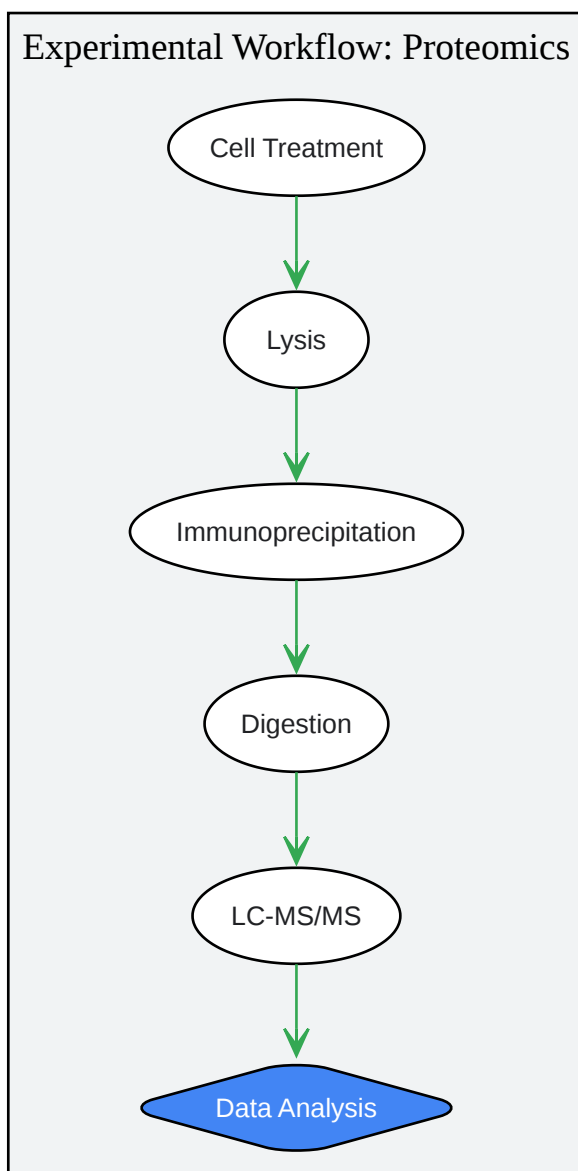 Experimental Workflow: Proteomics
Cell Treatment
Lysis
Immunoprecipitation
Digestion
LC-MS/MS
Data Analysis